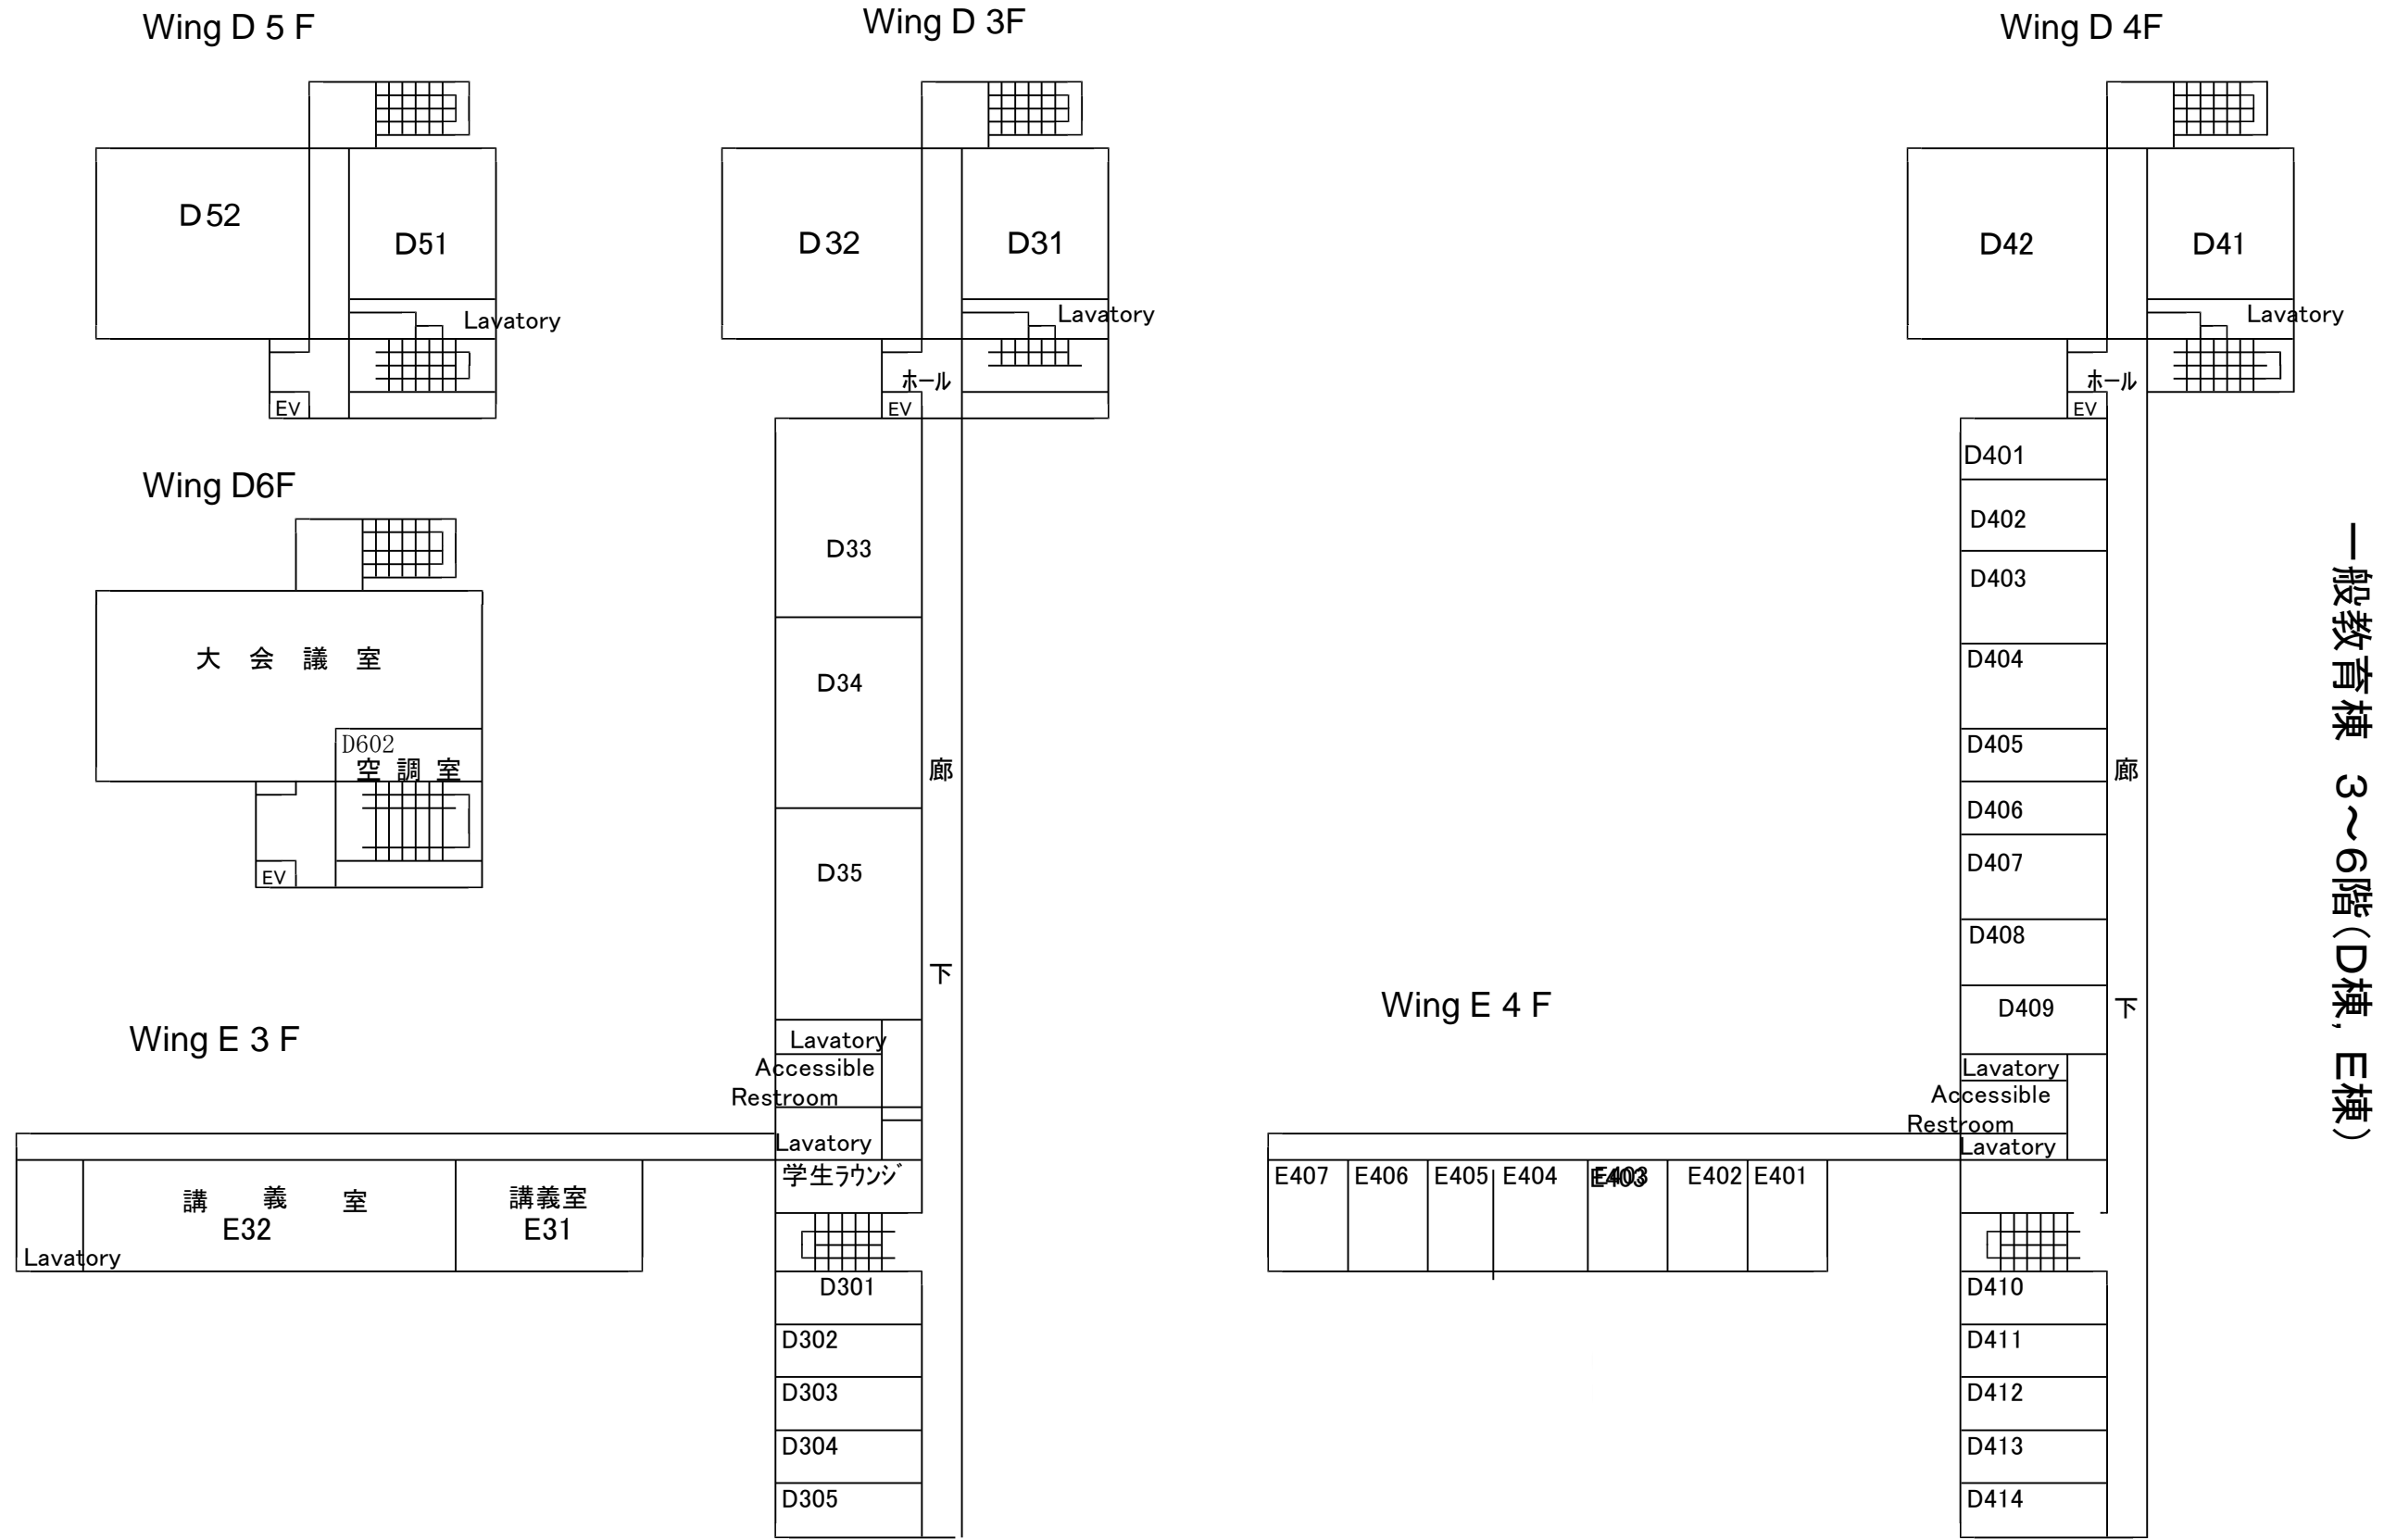 Wing D 5 F
D52
D51
Lavatory
EV
Wing D6F
大 会 議 室
D602
空 調 室
EV
Wing E 3 F
講 義 室
E32
講義室
E31
Lavatory
Wing D 3F
D32
D31
Lavatory
ホール
EV
D33
D34
D35
廊
下
Lavatory
Accessible
Restroom
Lavatory
学生ラウンジ
D301
D302
D303
D304
D305
Wing E 4 F
E407
E406
E405
E404
E403
E403
E402
E401
Wing D 4F
D42
D41
Lavatory
ホール
EV
D401
D402
D403
D404
D405
D406
D407
D408
D409
廊
下
Lavatory
Accessible
Restroom
Lavatory
D410
D411
D412
D413
D414
一般教育棟 3～6階(D棟, E棟)